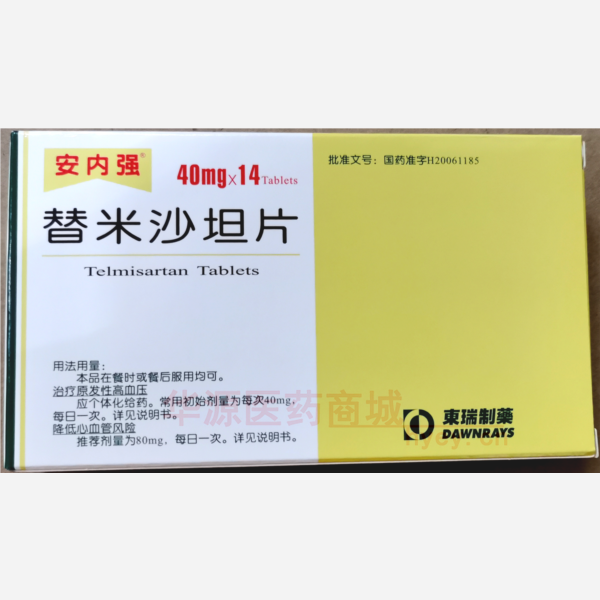 安内强®
40mg×14 Tablets
批准文号：国药准字H20061185
替米沙坦片
Telmisartan Tablets
用法用量：
本品在餐时或餐后服用均可。
治疗原发性高血压
应个体化给药。常用初始剂量为每次40mg，
每日一次。详见说明书。
降低心血管风险
推荐剂量为80mg，每日一次。详见说明书。
東瑞制藥
DAWNRAYS
华源医药商城